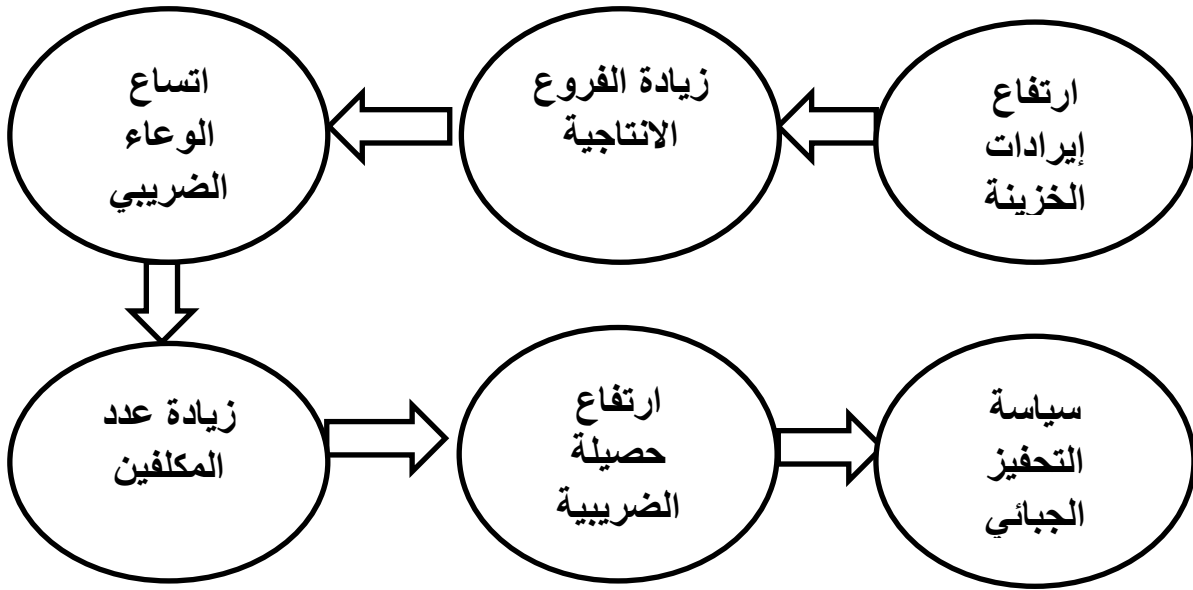 ارتفاع
إيرادات
الخزينة
زيادة الفروع
الانتاجية
اتساع
الوعاء
الضريبي
زيادة عدد
المكلفين
ارتفاع
حصيلة
الضريبية
سياسة
التحفيز
الجبائي